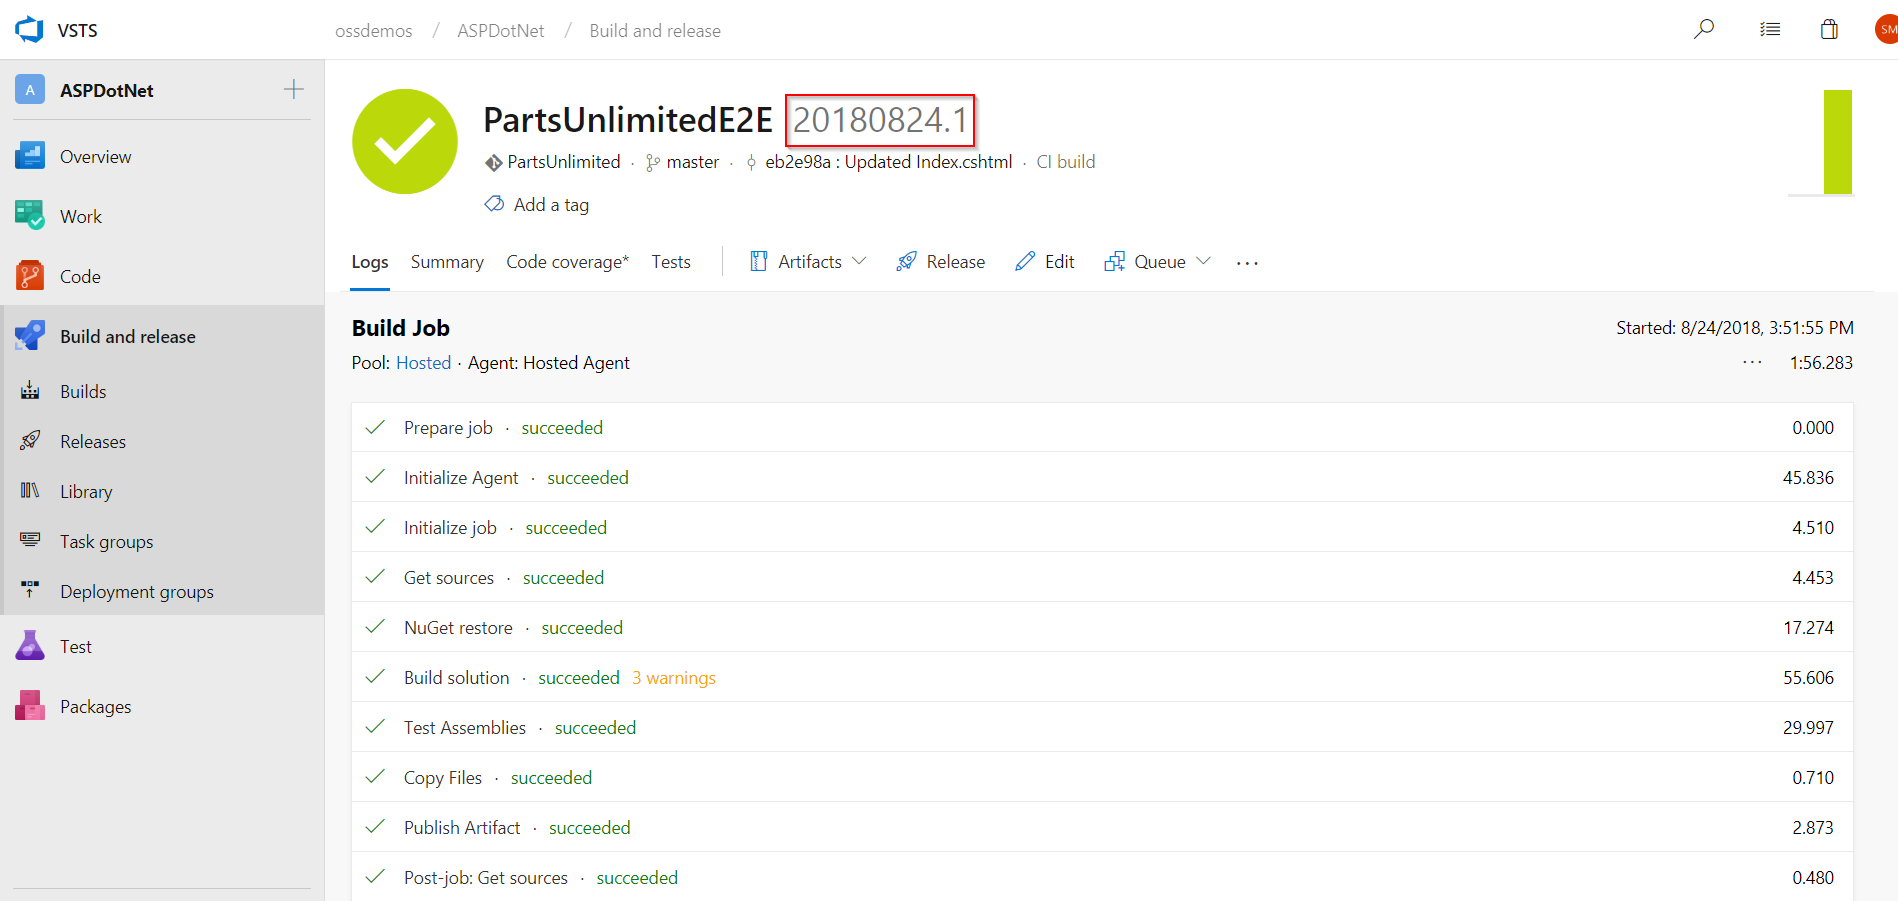 VSTS
ossdemos / ASPDotNet / Build and release
SM
A ASPDotNet
Overview
Work
Code
Build and release
Builds
Releases
Library
Task groups
Deployment groups
Test
Packages
PartsUnlimitedE2E 20180824.1
PartsUnlimited · master · eb2e98a : Updated Index.cshtml · CI build
Add a tag
Logs Summary Code coverage* Tests Artifacts Release Edit Queue ...
Build Job
Started: 8/24/2018, 3:51:55 PM
Pool: Hosted · Agent: Hosted Agent
... 1:56.283
Prepare job · succeeded 0.000
Initialize Agent · succeeded 45.836
Initialize job · succeeded 4.510
Get sources · succeeded 4.453
NuGet restore · succeeded 17.274
Build solution · succeeded 3 warnings 55.606
Test Assemblies · succeeded 29.997
Copy Files · succeeded 0.710
Publish Artifact · succeeded 2.873
Post-job: Get sources · succeeded 0.480